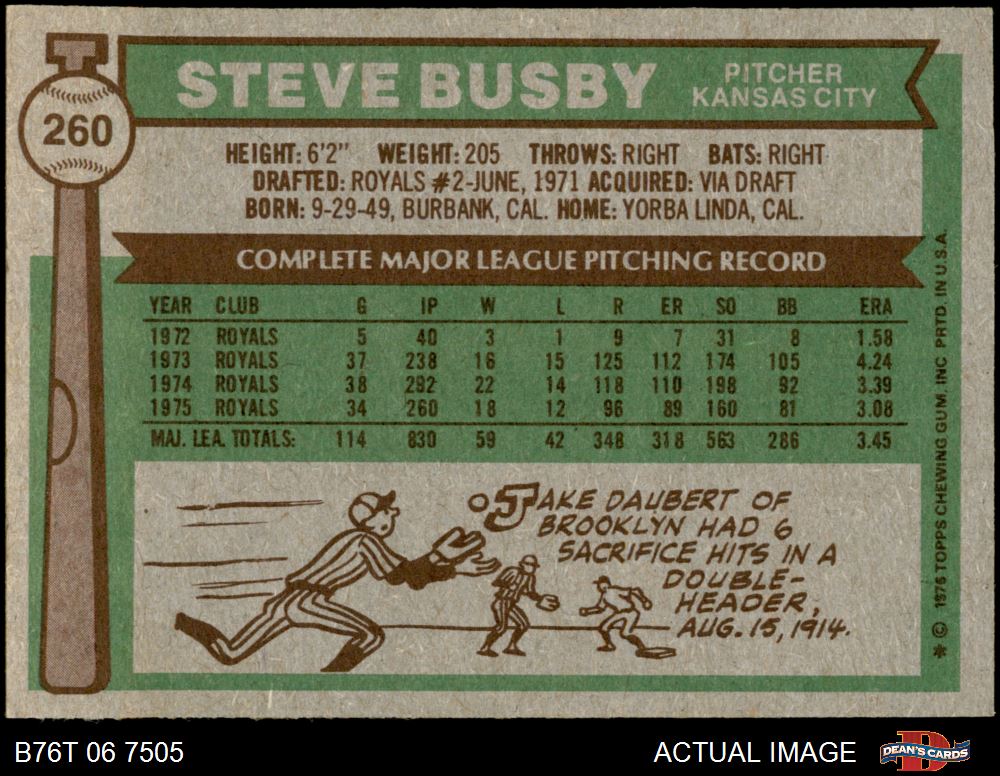 T
260
STEVE BUSBY
PITCHER
KANSAS CITY
HEIGHT: 6'2" WEIGHT: 205 THROWS: RIGHT BATS: RIGHT
DRAFTED: ROYALS #2-JUNE, 1971 ACQUIRED: VIA DRAFT
BORN: 9-29-49, BURBANK, CAL. HOME: YORBA LINDA, CAL.
COMPLETE MAJOR LEAGUE PITCHING RECORD
YEAR CLUB G IP W L R ER SO BB ERA
1972 ROYALS 5 40 3 1 9 7 31 8 1.58
1973 ROYALS 37 238 16 15 125 112 174 105 4.24
1974 ROYALS 38 292 22 14 118 110 198 92 3.39
1975 ROYALS 34 260 18 12 96 89 160 81 3.08
MAJ. LEA. TOTALS: 114 830 59 42 348 318 563 286 3.45
JAKE DAUBERT OF
BROOKLYN HAD 6
SACRIFICE HITS IN A
DOUBLE-
HEADER,
AUG. 15, 1914.
* © 1976 TOPPS CHEWING GUM, INC PRTD. IN U.S.A.
B76T 06 7505
ACTUAL IMAGE
DEAN'S CARDS